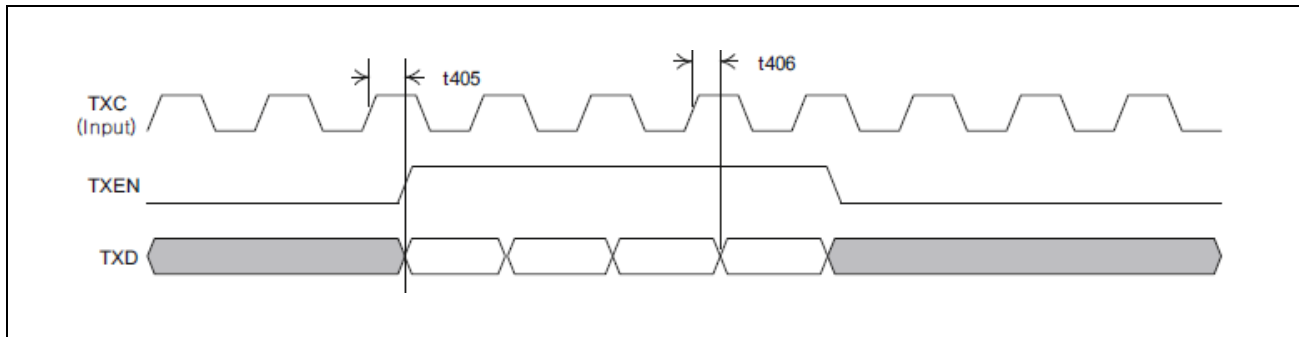 t405
t406
TXC
(Input)
TXEN
TXD